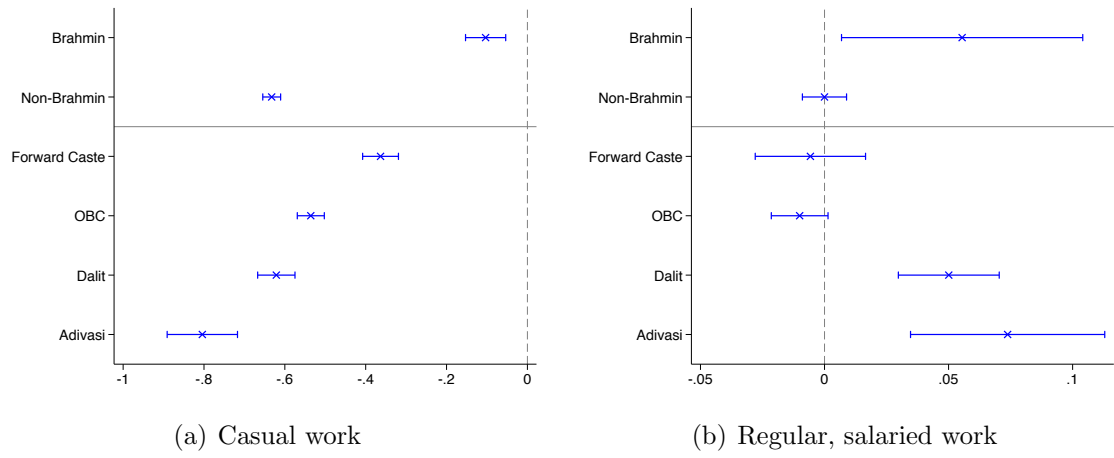 Brahmin
Non-Brahmin
Forward Caste
OBC
Dalit
Adivasi
-1 -.8 -.6 -.4 -.2 0
(a) Casual work
Brahmin
Non-Brahmin
Forward Caste
OBC
Dalit
Adivasi
-.05 0 .05 .1
(b) Regular, salaried work